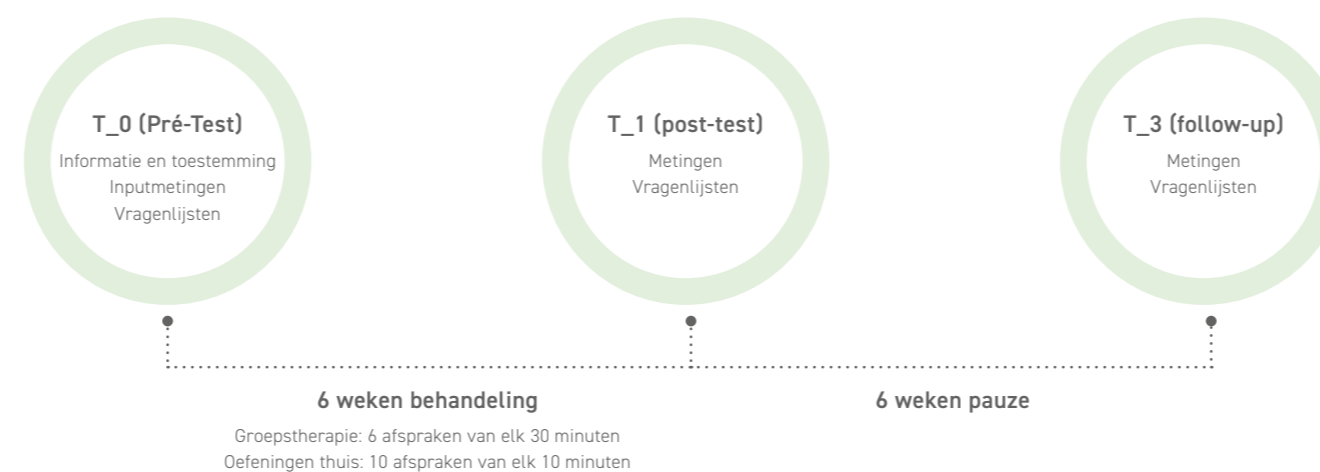 T_0 (Pré-Test)
Informatie en toestemming
Inputmetingen
Vragenlijsten
T_1 (post-test)
Metingen
Vragenlijsten
T_3 (follow-up)
Metingen
Vragenlijsten
6 weken behandeling
Groepstherapie: 6 afspraken van elk 30 minuten
Oefeningen thuis: 10 afspraken van elk 10 minuten
6 weken pauze